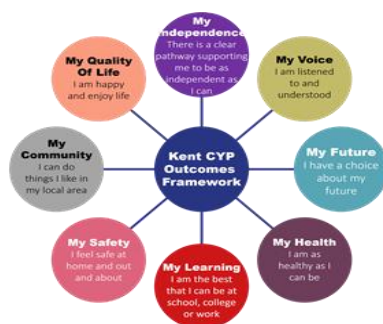 My
Independence
There is a clear
pathway supporting
me to be as
independent as
I can
My Quality
Of Life
I am happy
and enjoy life
My Voice
I am listened
to and
understood
My
Community
I can do
things I like in
my local area
Kent CYP
Outcomes
Framework
My Future
I have a choice
about my
future
My Safety
I feel safe at
home and out
and about
My Learning
I am the best
that I can be at
school, college
or work
My Health
I am as
healthy as I
can be